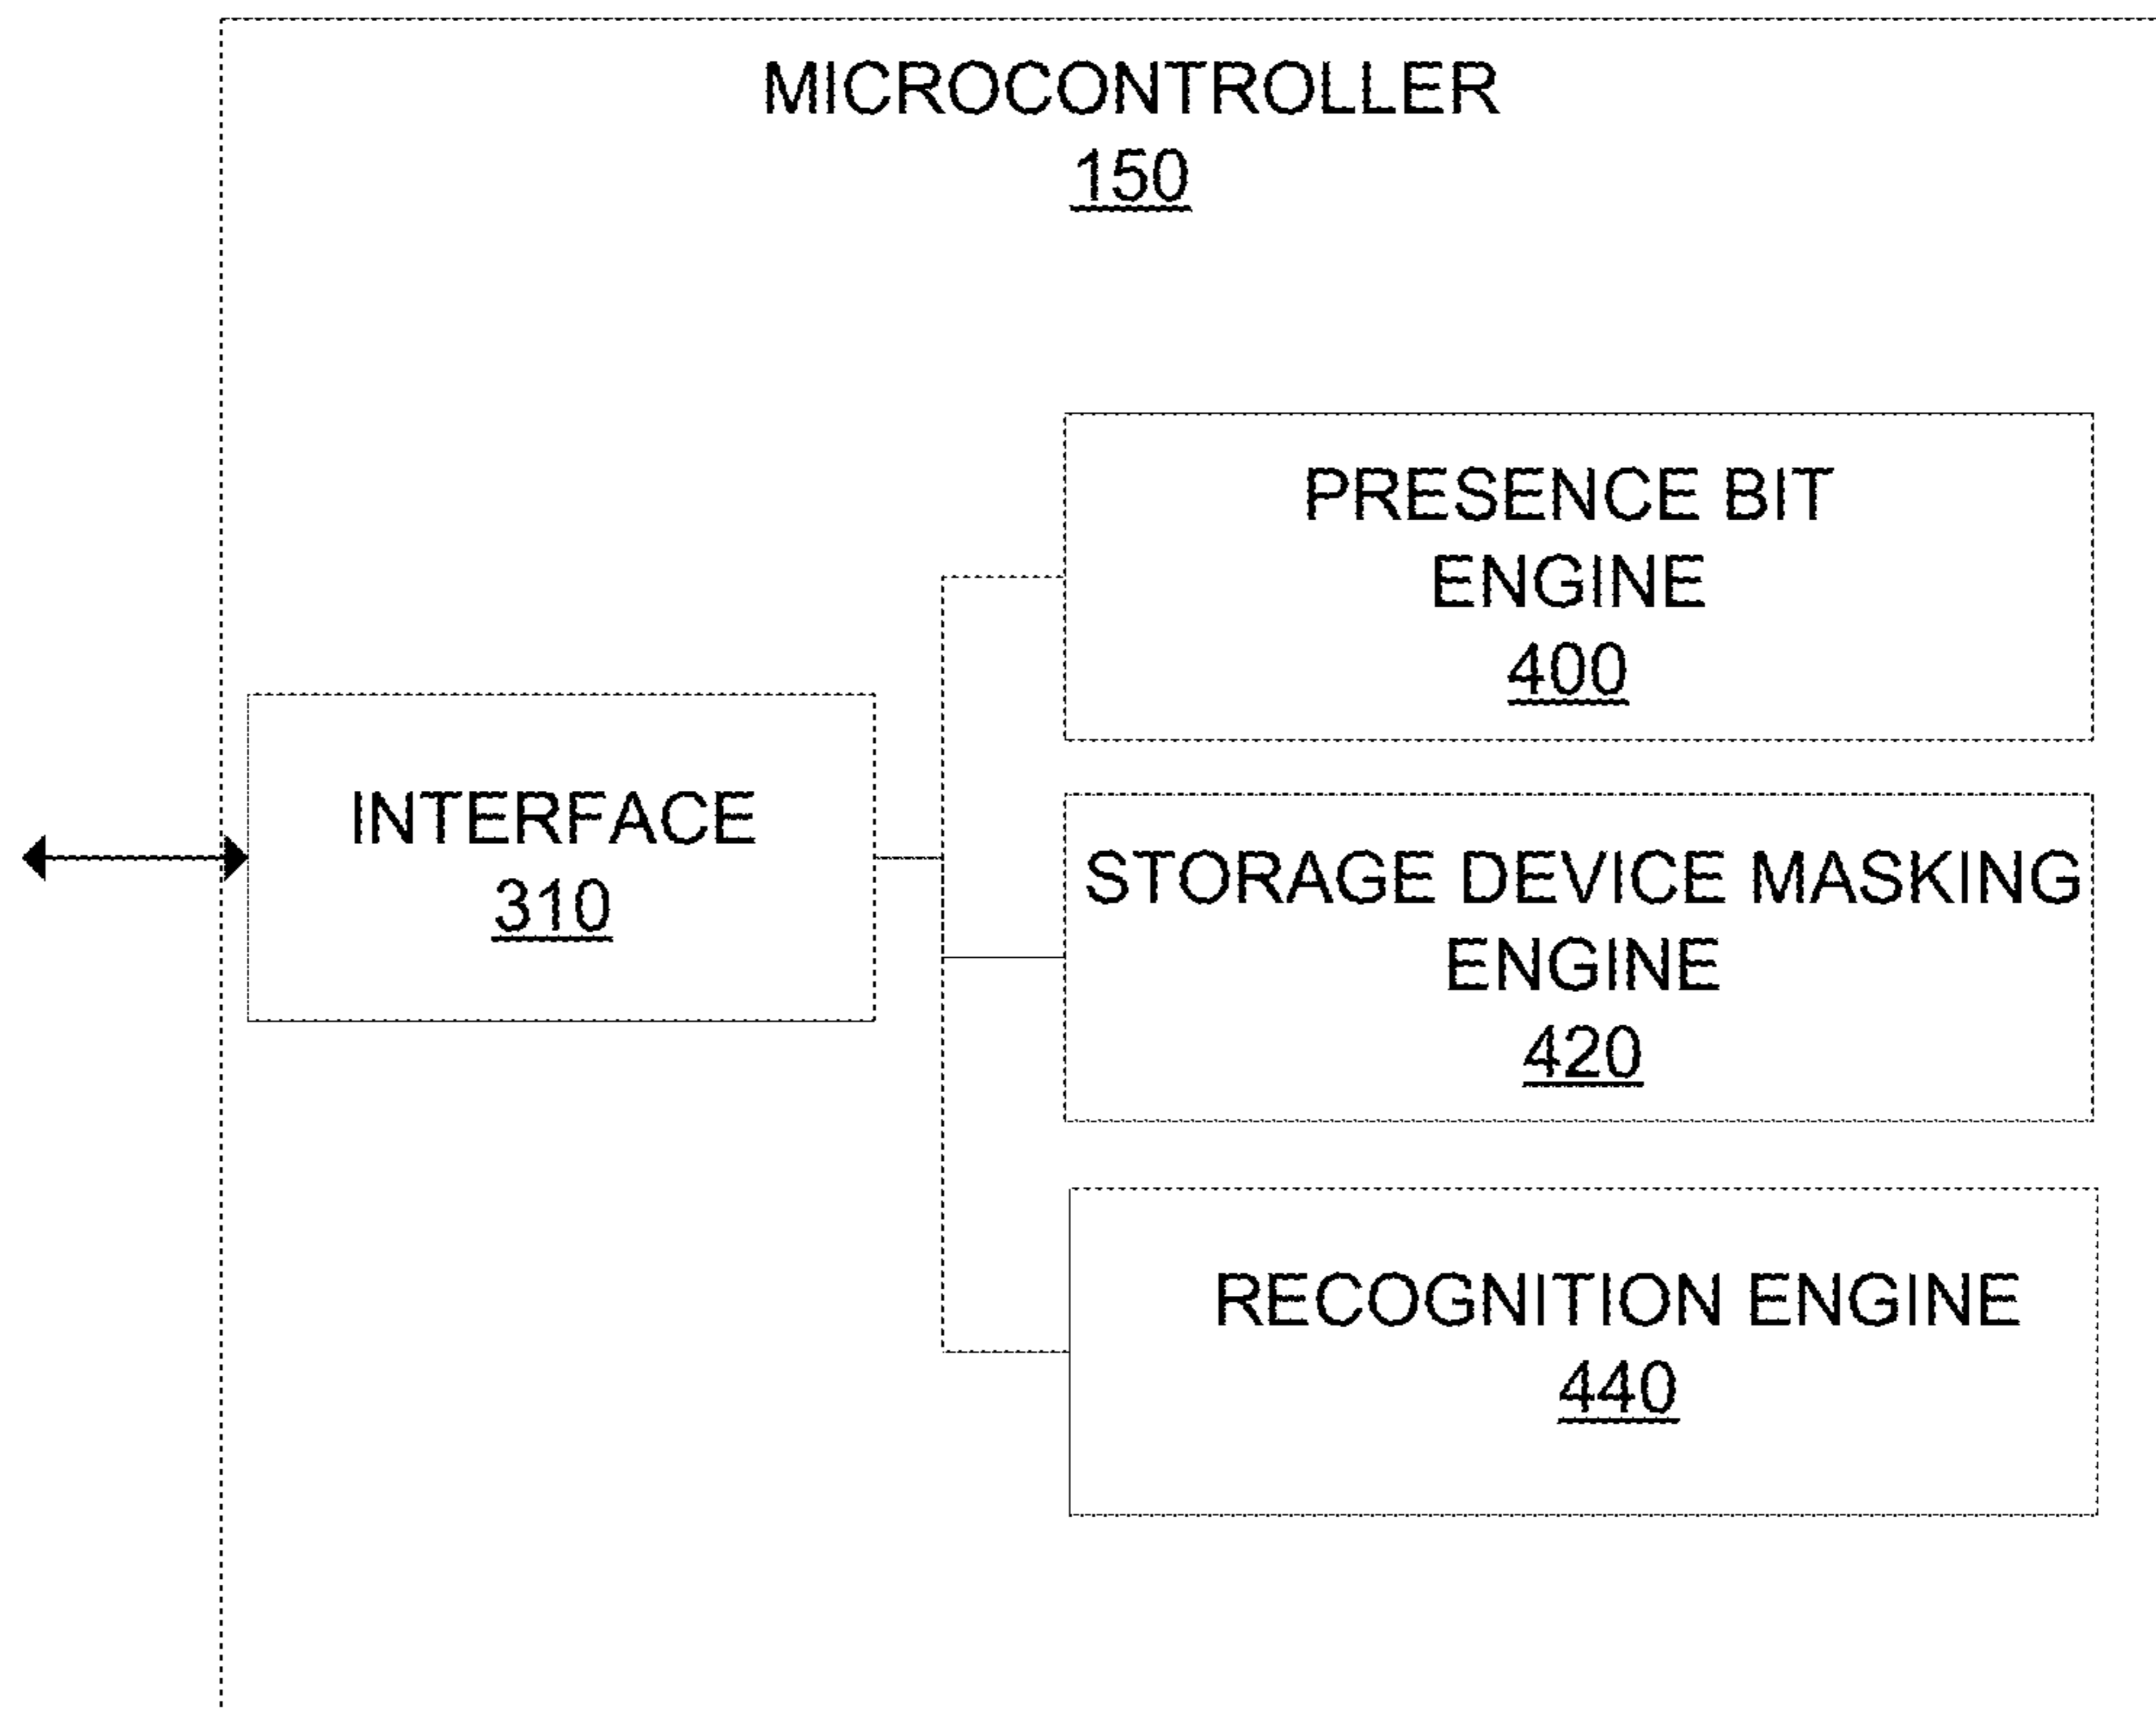 MICROCONTROLLER
150
PRESENCE BIT
ENGINE
400
INTERFACE
310
STORAGE DEVICE MASKING
ENGINE
420
RECOGNITION ENGINE
440